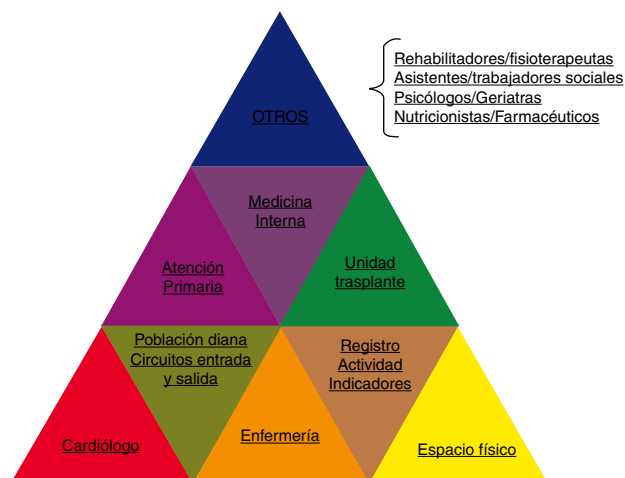 Rehabilitadores/fisioterapeutas
Asistentes/trabajadores sociales
Psicólogos/Geriatras
Nutricionistas/Farmacéuticos
OTROS
Medicina
Interna
Atención
Primaria
Unidad
trasplante
Población diana
Circuitos entrada
y salida
Registro
Actividad
Indicadores
Cardiólogo
Enfermería
Espacio físico